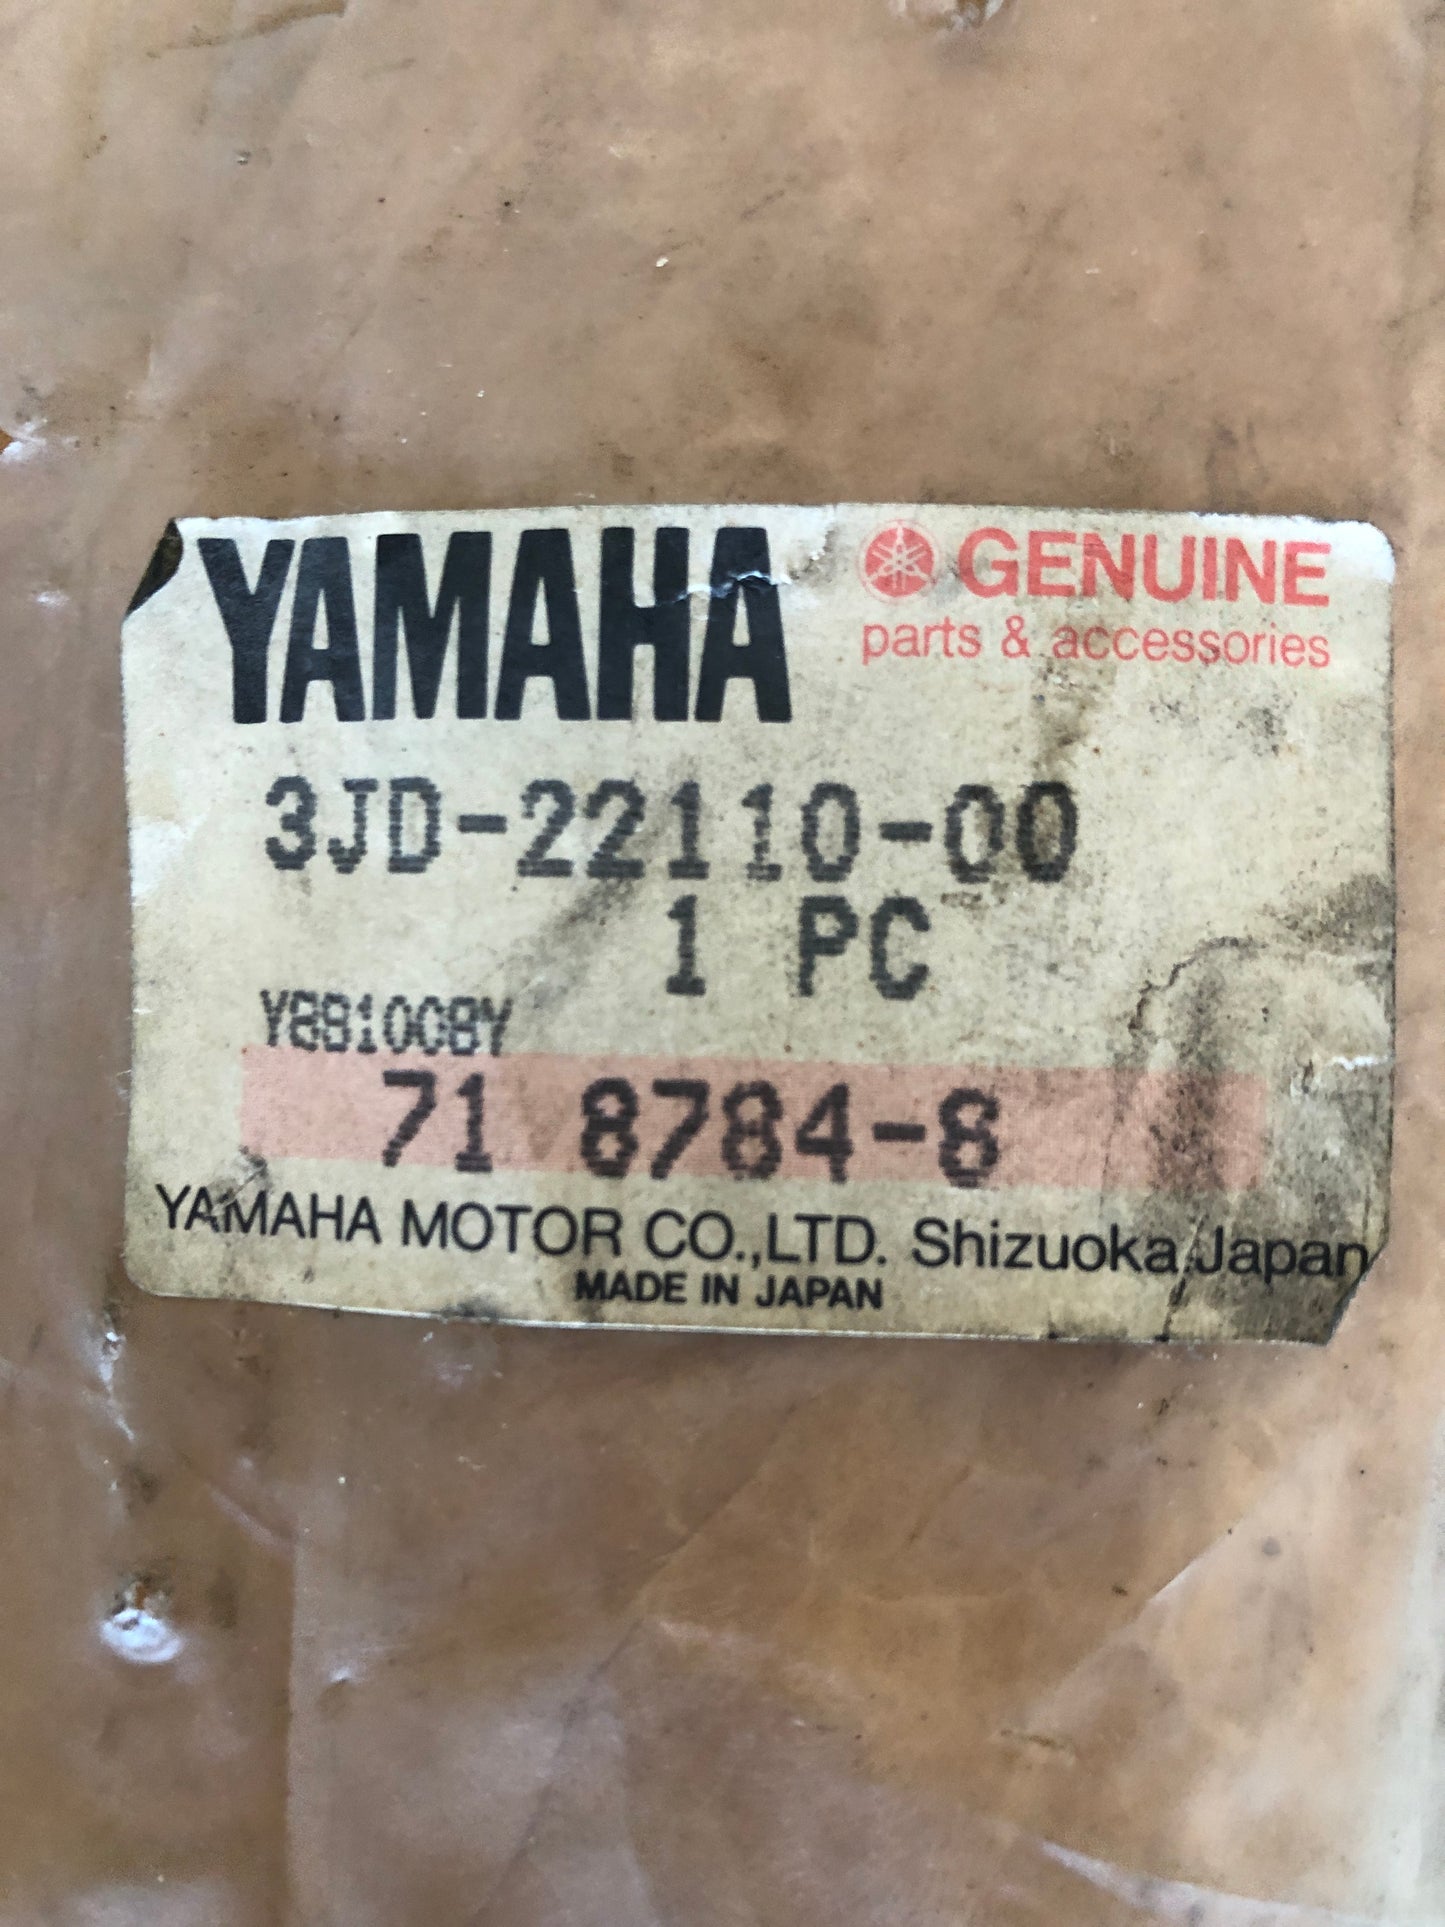 YAMAHA
GENUINE
parts & accessories
3JD-22110-00
1 PC
71 8784-8
YAMAHA MOTOR CO.,LTD. Shizuoka Japan
MADE IN JAPAN